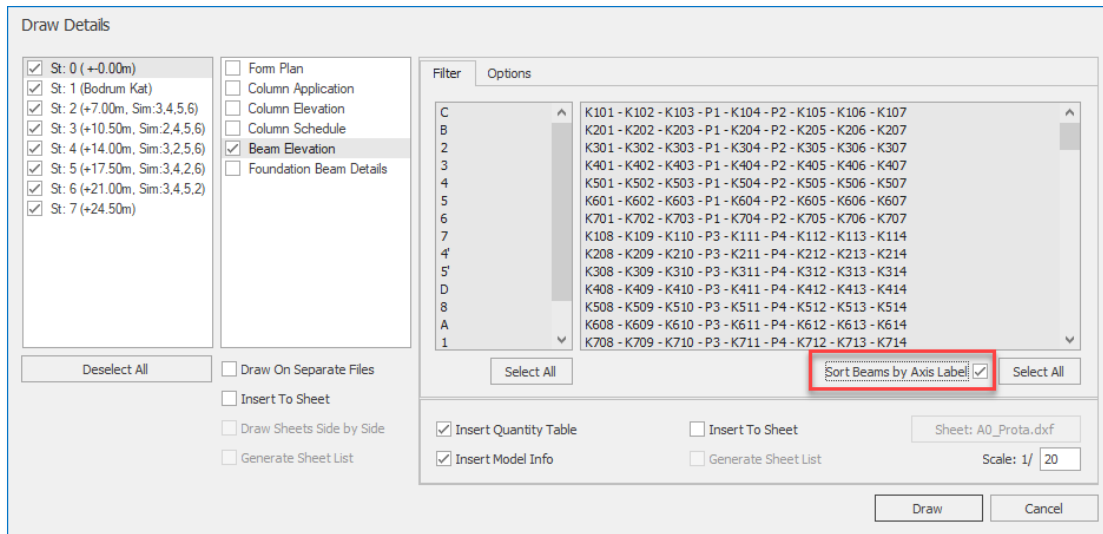 Draw Details
St: 0 ( +-0.00m)
St: 1 (Bodrum Kat)
St: 2 (+7.00m, Sim:3,4,5,6)
St: 3 (+10.50m, Sim:2,4,5,6)
St: 4 (+14.00m, Sim:3,2,5,6)
St: 5 (+17.50m, Sim:3,4,2,6)
St: 6 (+21.00m, Sim:3,4,5,2)
St: 7 (+24.50m)
Deselect All
Form Plan
Column Application
Column Elevation
Column Schedule
Beam Elevation
Foundation Beam Details
Draw On Separate Files
Insert To Sheet
Draw Sheets Side by Side
Generate Sheet List
Filter
Options
C
B
2
3
4
5
6
7
4'
5'
D
8
A
1
Select All
K101 - K102 - K103 - P1 - K104 - P2 - K105 - K106 - K107
K201 - K202 - K203 - P1 - K204 - P2 - K205 - K206 - K207
K301 - K302 - K303 - P1 - K304 - P2 - K305 - K306 - K307
K401 - K402 - K403 - P1 - K404 - P2 - K405 - K406 - K407
K501 - K502 - K503 - P1 - K504 - P2 - K505 - K506 - K507
K601 - K602 - K603 - P1 - K604 - P2 - K605 - K606 - K607
K701 - K702 - K703 - P1 - K704 - P2 - K705 - K706 - K707
K108 - K109 - K110 - P3 - K111 - P4 - K112 - K113 - K114
K208 - K209 - K210 - P3 - K211 - P4 - K212 - K213 - K214
K308 - K309 - K310 - P3 - K311 - P4 - K312 - K313 - K314
K408 - K409 - K410 - P3 - K411 - P4 - K412 - K413 - K414
K508 - K509 - K510 - P3 - K511 - P4 - K512 - K513 - K514
K608 - K609 - K610 - P3 - K611 - P4 - K612 - K613 - K614
K708 - K709 - K710 - P3 - K711 - P4 - K712 - K713 - K714
Sort Beams by Axis Label
Select All
Insert Quantity Table
Insert To Sheet
Sheet: A0_Prota.dxf
Insert Model Info
Generate Sheet List
Scale: 1/ 20
Draw
Cancel